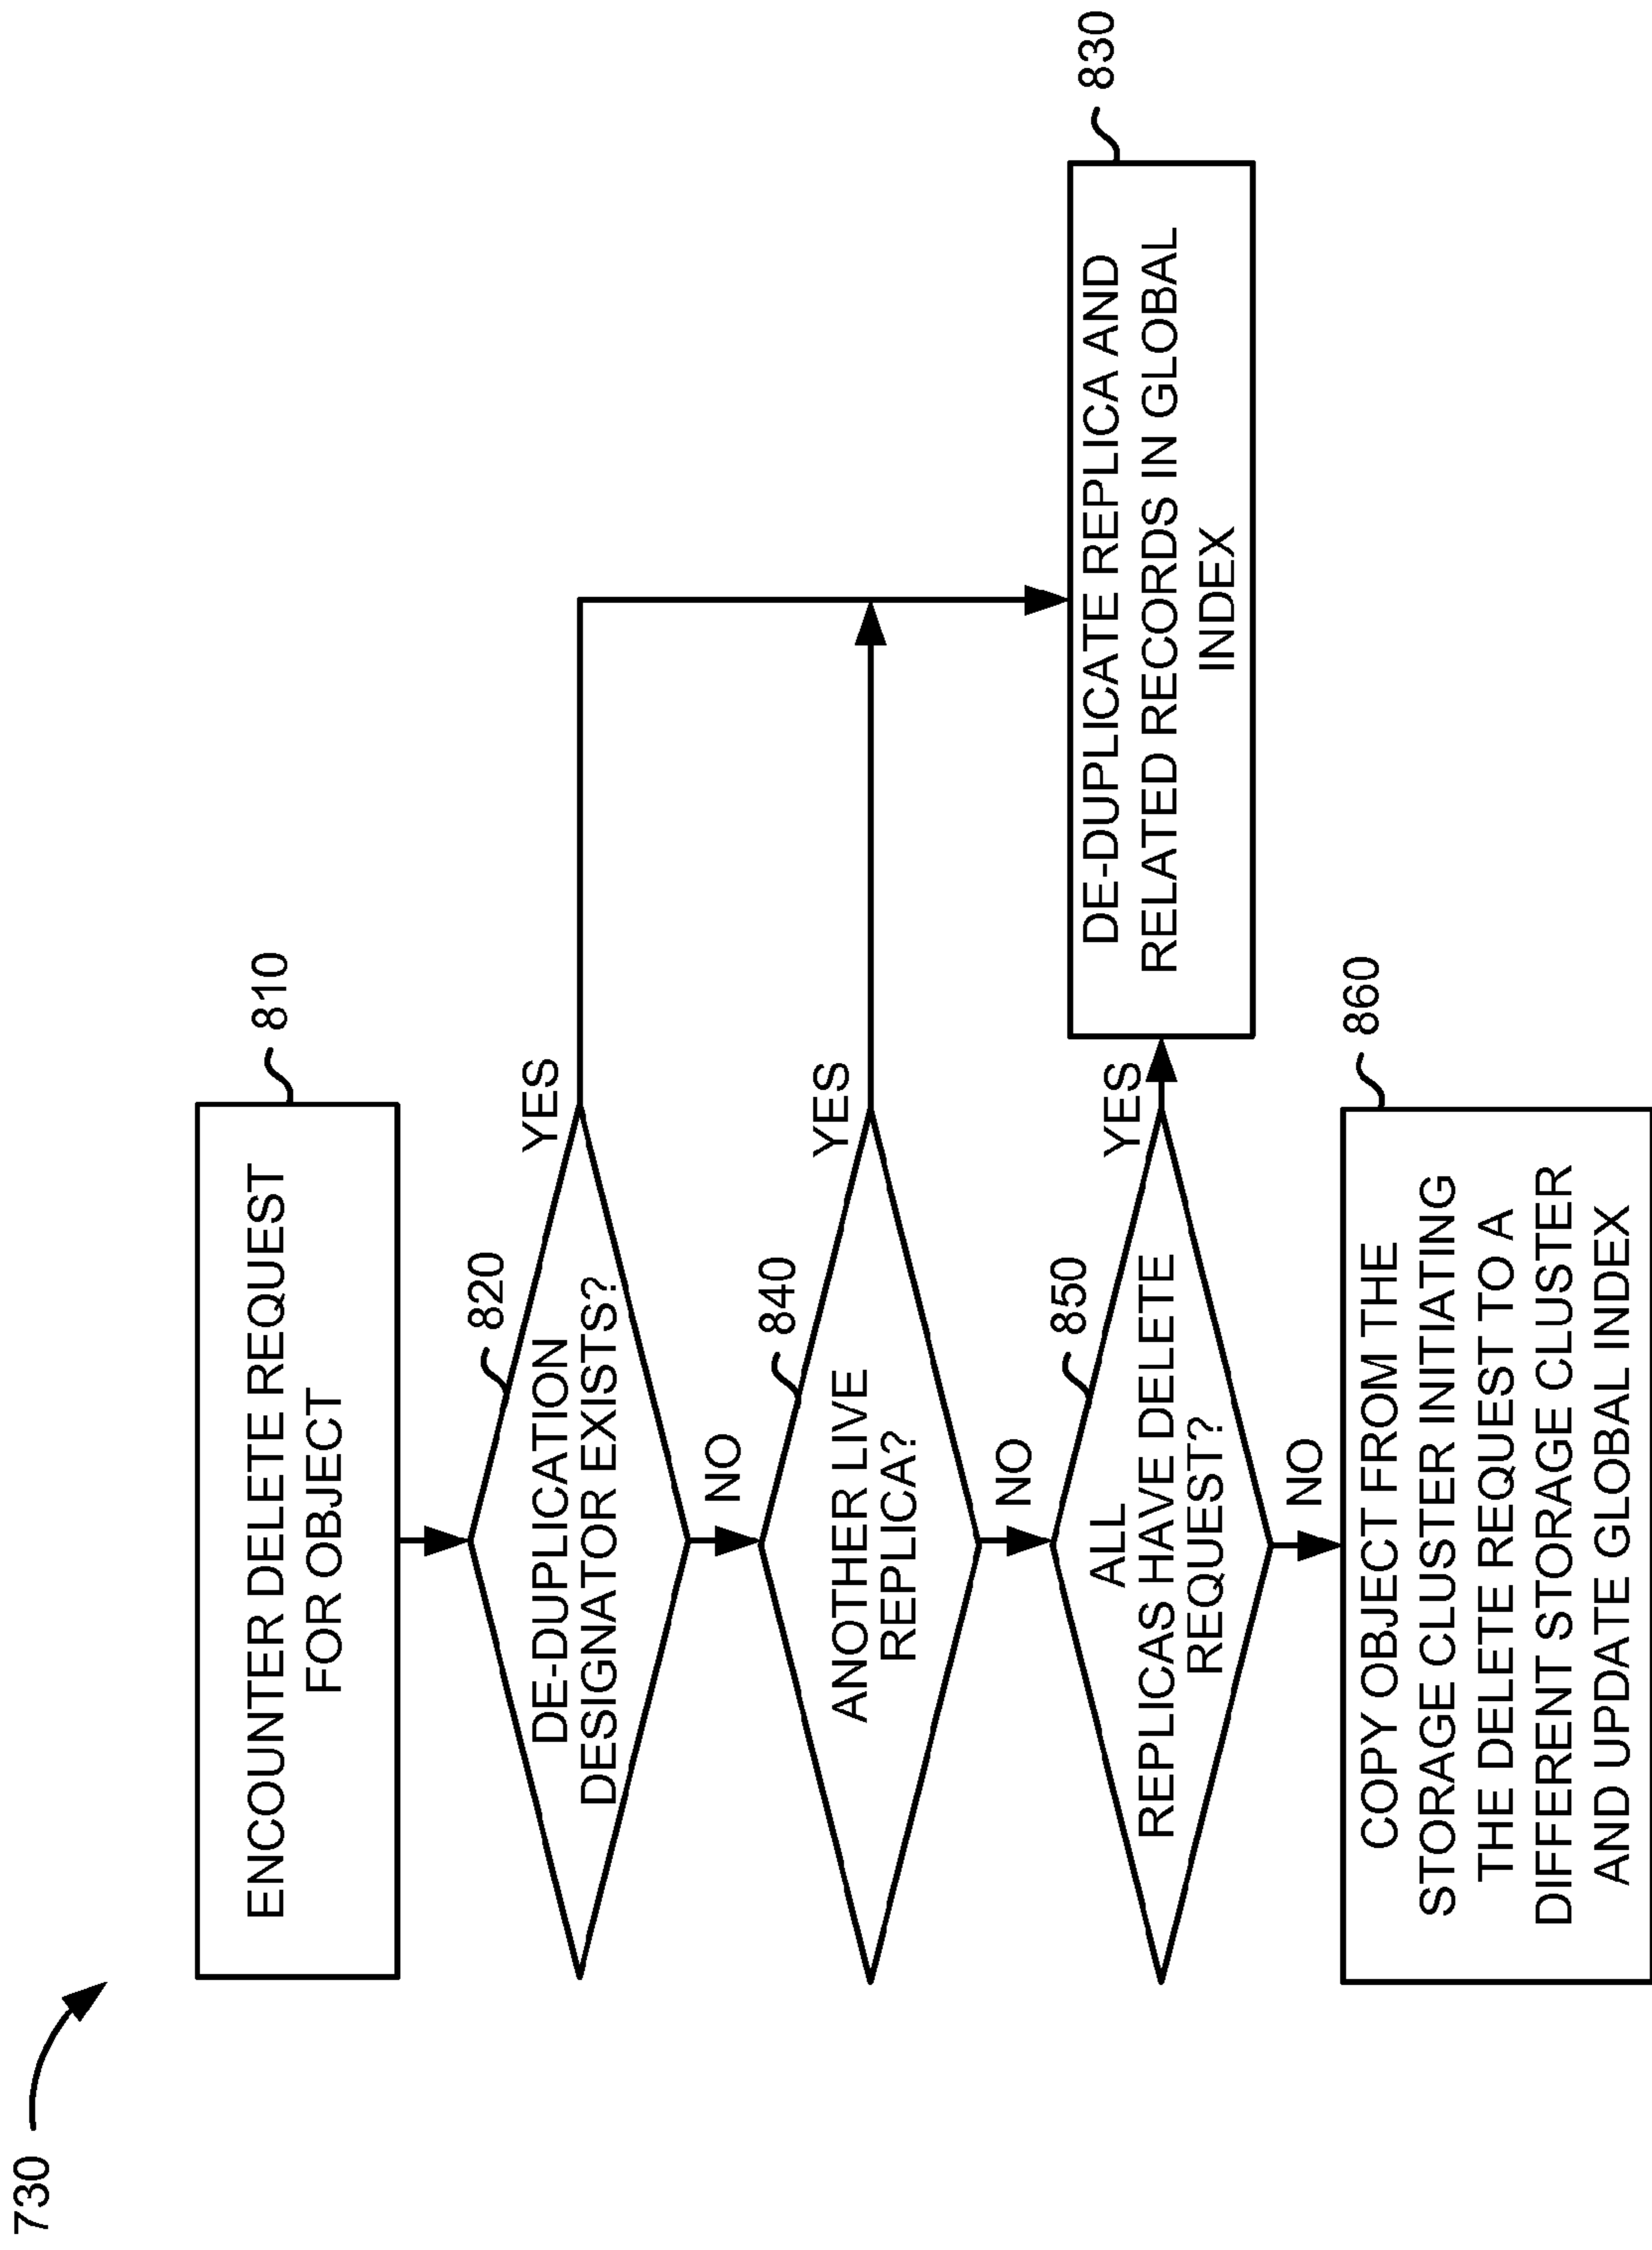 730
ENCOUNTER DELETE REQUEST
FOR OBJECT
810
DE-DUPLICATION
DESIGNATOR EXISTS?
820
YES
NO
ANOTHER LIVE
REPLICA?
840
YES
NO
ALL
REPLICAS HAVE DELETE
REQUEST?
850
YES
NO
DE-DUPLICATE REPLICA AND
RELATED RECORDS IN GLOBAL
INDEX
830
COPY OBJECT FROM THE
STORAGE CLUSTER INITIATING
THE DELETE REQUEST TO A
DIFFERENT STORAGE CLUSTER
AND UPDATE GLOBAL INDEX
860